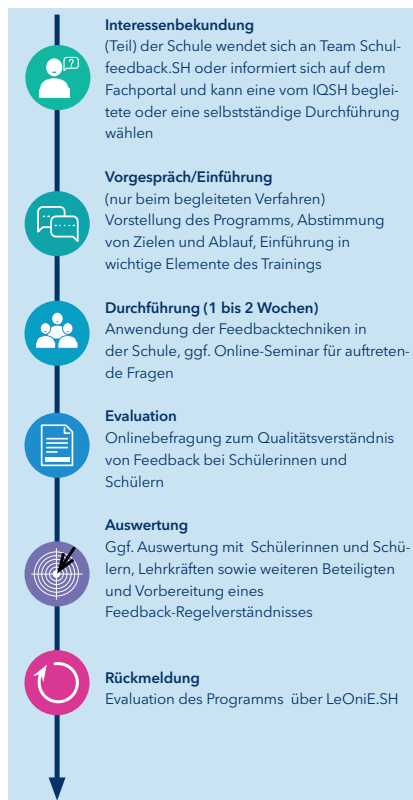 Interessenbekundung
(Teil) der Schule wendet sich an Team Schul-
feedback.SH oder informiert sich auf dem
Fachportal und kann eine vom IQSH beglei-
tete oder eine selbstständige Durchführung
wählen
?
Vorgespräch/Einführung
(nur beim begleiteten Verfahren)
Vorstellung des Programms, Abstimmung
von Zielen und Ablauf, Einführung in
wichtige Elemente des Trainings
Durchführung (1 bis 2 Wochen)
Anwendung der Feedbacktechniken in
der Schule, ggf. Online-Seminar für auftreten-
de Fragen
Evaluation
Onlinebefragung zum Qualitätsverständnis
von Feedback bei Schülerinnen und
Schülern
Auswertung
Ggf. Auswertung mit Schülerinnen und Schü-
lern, Lehrkräften sowie weiteren Beteiligten
und Vorbereitung eines
Feedback-Regelverständnisses
Rückmeldung
Evaluation des Programms über LeOniE.SH